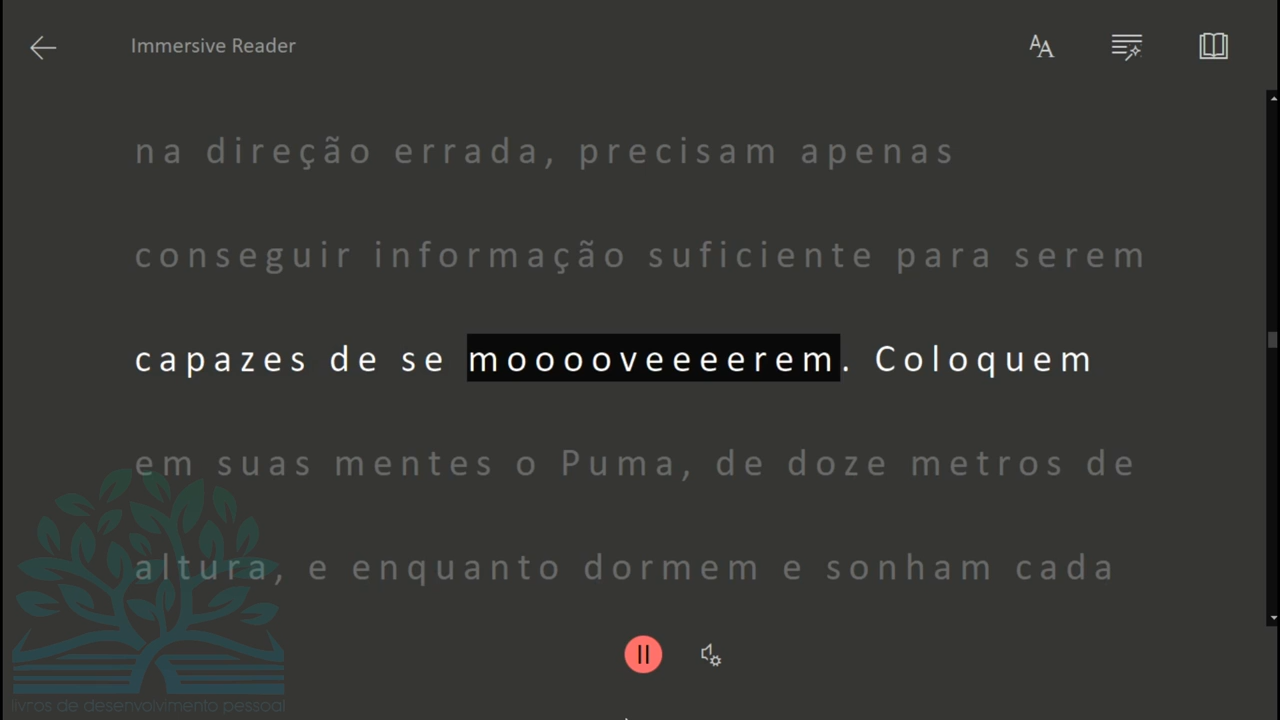 Immersive Reader
na direção errada, precisam apenas
conseguir informação suficiente para serem
capazes de se mooooveeeerem. Coloquem
em suas mentes o Puma, de doze metros de
altura, e enquanto dormem e sonham cada
livros de desenvolvimento pessoal